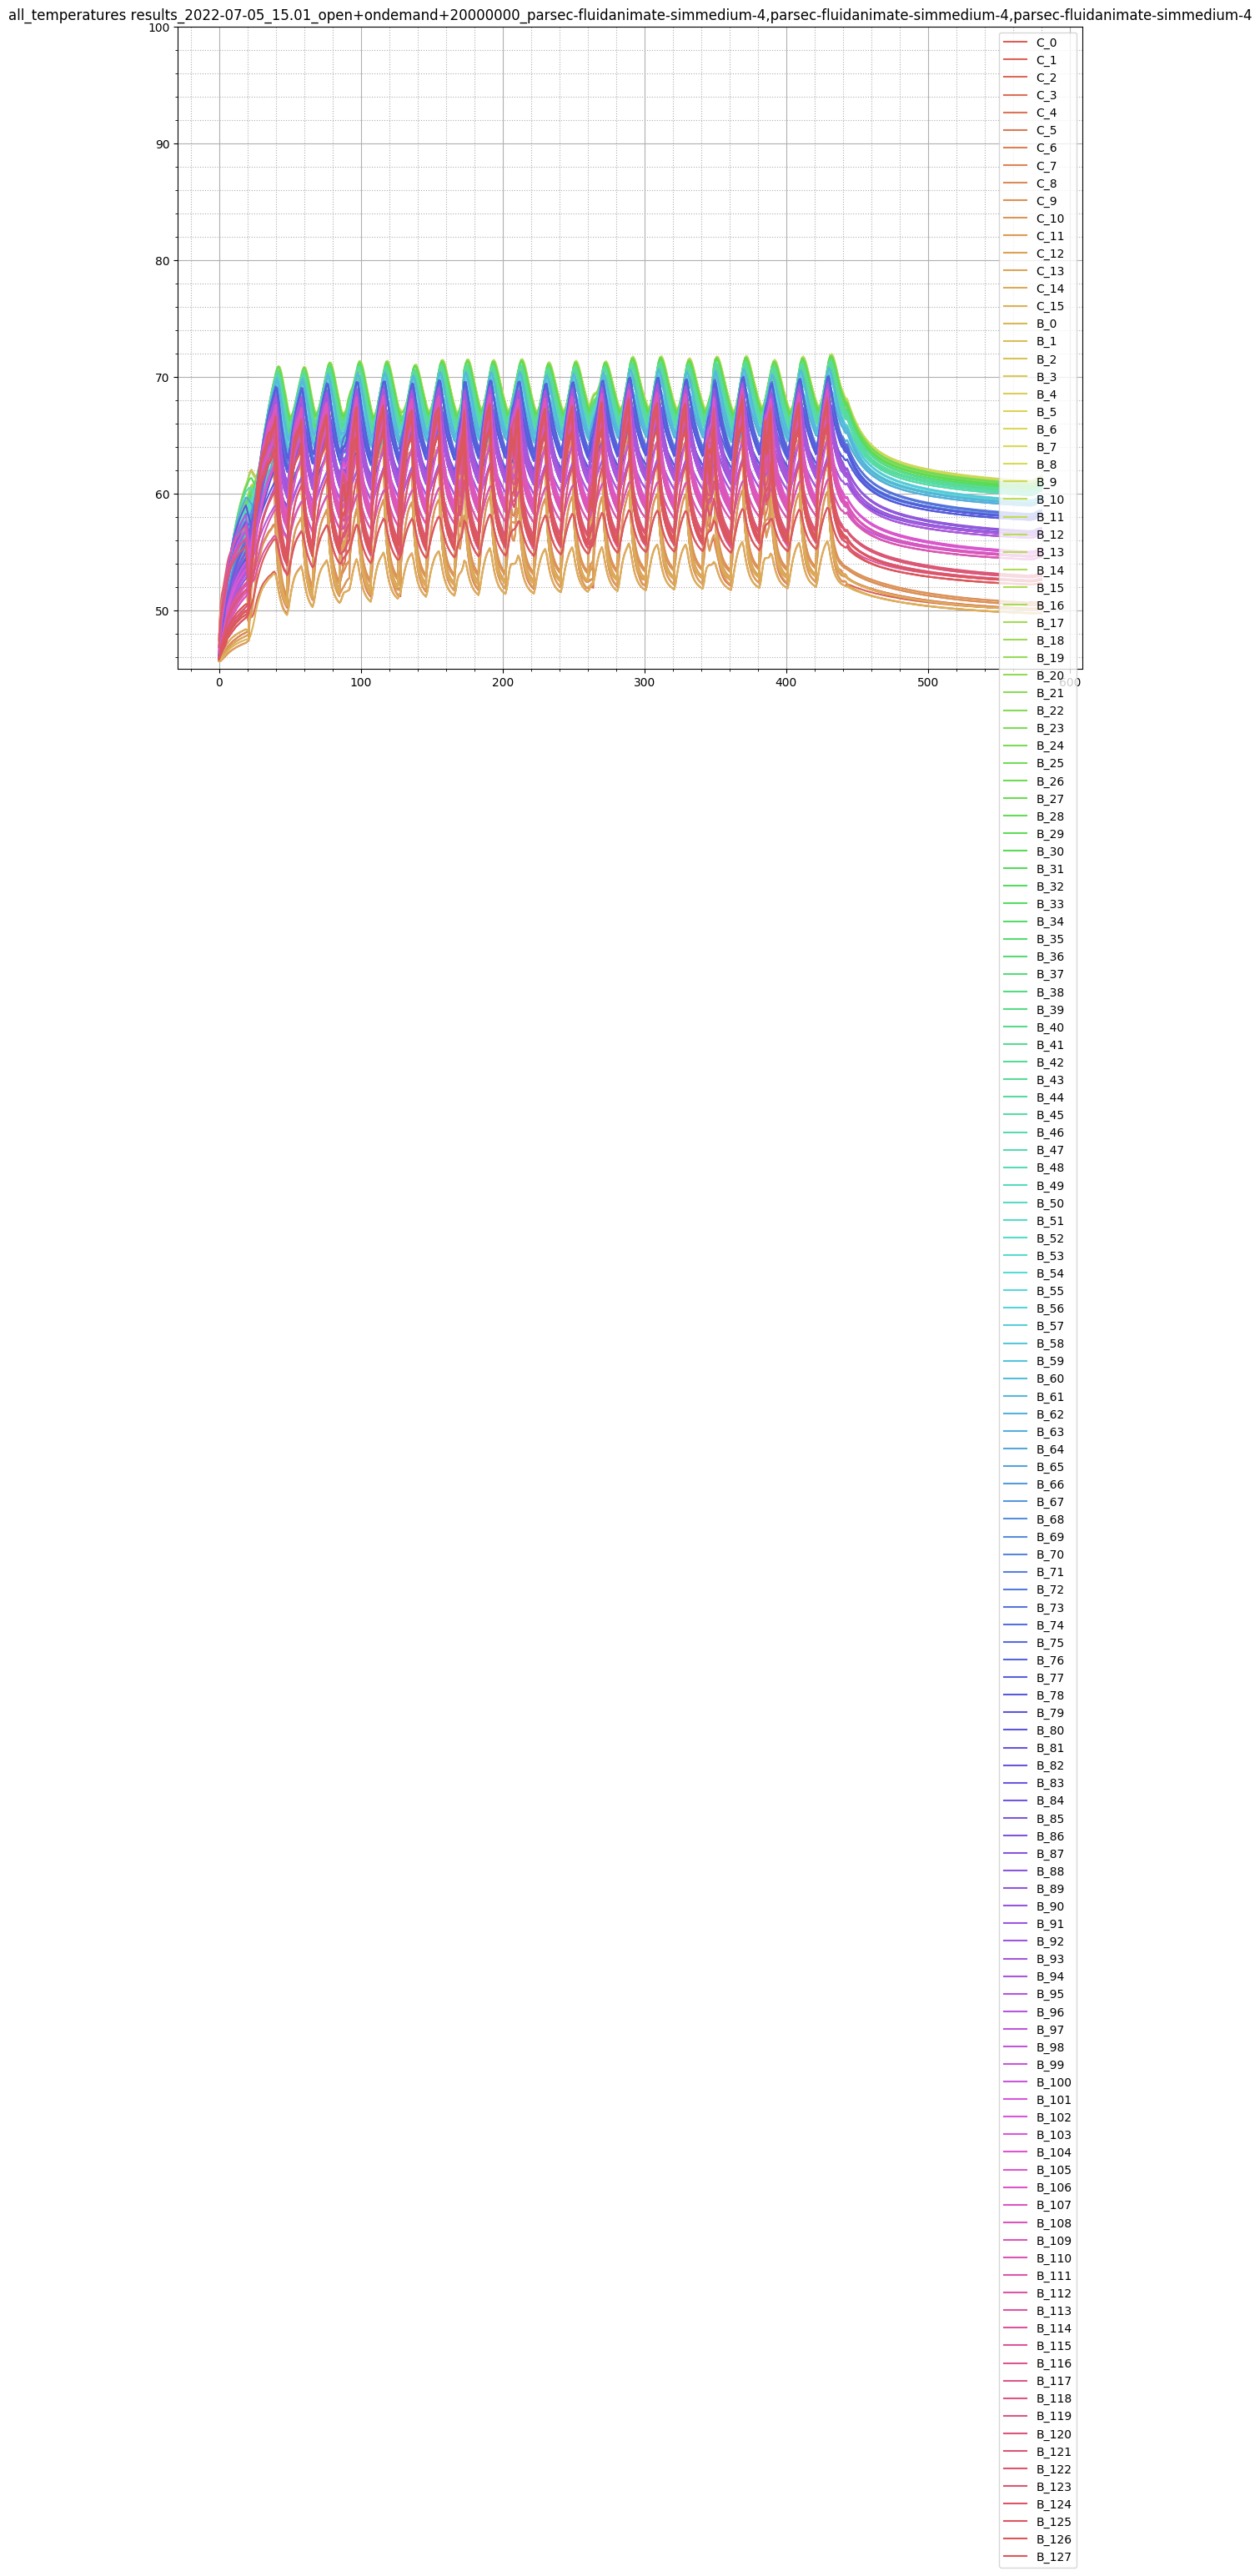 all_temperatures results_2022-07-05_15.01_open+ondemand+20000000_parsec-fluidanimate-simmedium-4,parsec-fluidanimate-simmedium-4,parsec-fluidanimate-simmedium-4
100
90
80
70
60
50
0
100
200
300
400
500
600
C_0
C_1
C_2
C_3
C_4
C_5
C_6
C_7
C_8
C_9
C_10
C_11
C_12
C_13
C_14
C_15
B_0
B_1
B_2
B_3
B_4
B_5
B_6
B_7
B_8
B_9
B_10
B_11
B_12
B_13
B_14
B_15
B_16
B_17
B_18
B_19
B_20
B_21
B_22
B_23
B_24
B_25
B_26
B_27
B_28
B_29
B_30
B_31
B_32
B_33
B_34
B_35
B_36
B_37
B_38
B_39
B_40
B_41
B_42
B_43
B_44
B_45
B_46
B_47
B_48
B_49
B_50
B_51
B_52
B_53
B_54
B_55
B_56
B_57
B_58
B_59
B_60
B_61
B_62
B_63
B_64
B_65
B_66
B_67
B_68
B_69
B_70
B_71
B_72
B_73
B_74
B_75
B_76
B_77
B_78
B_79
B_80
B_81
B_82
B_83
B_84
B_85
B_86
B_87
B_88
B_89
B_90
B_91
B_92
B_93
B_94
B_95
B_96
B_97
B_98
B_99
B_100
B_101
B_102
B_103
B_104
B_105
B_106
B_107
B_108
B_109
B_110
B_111
B_112
B_113
B_114
B_115
B_116
B_117
B_118
B_119
B_120
B_121
B_122
B_123
B_124
B_125
B_126
B_127